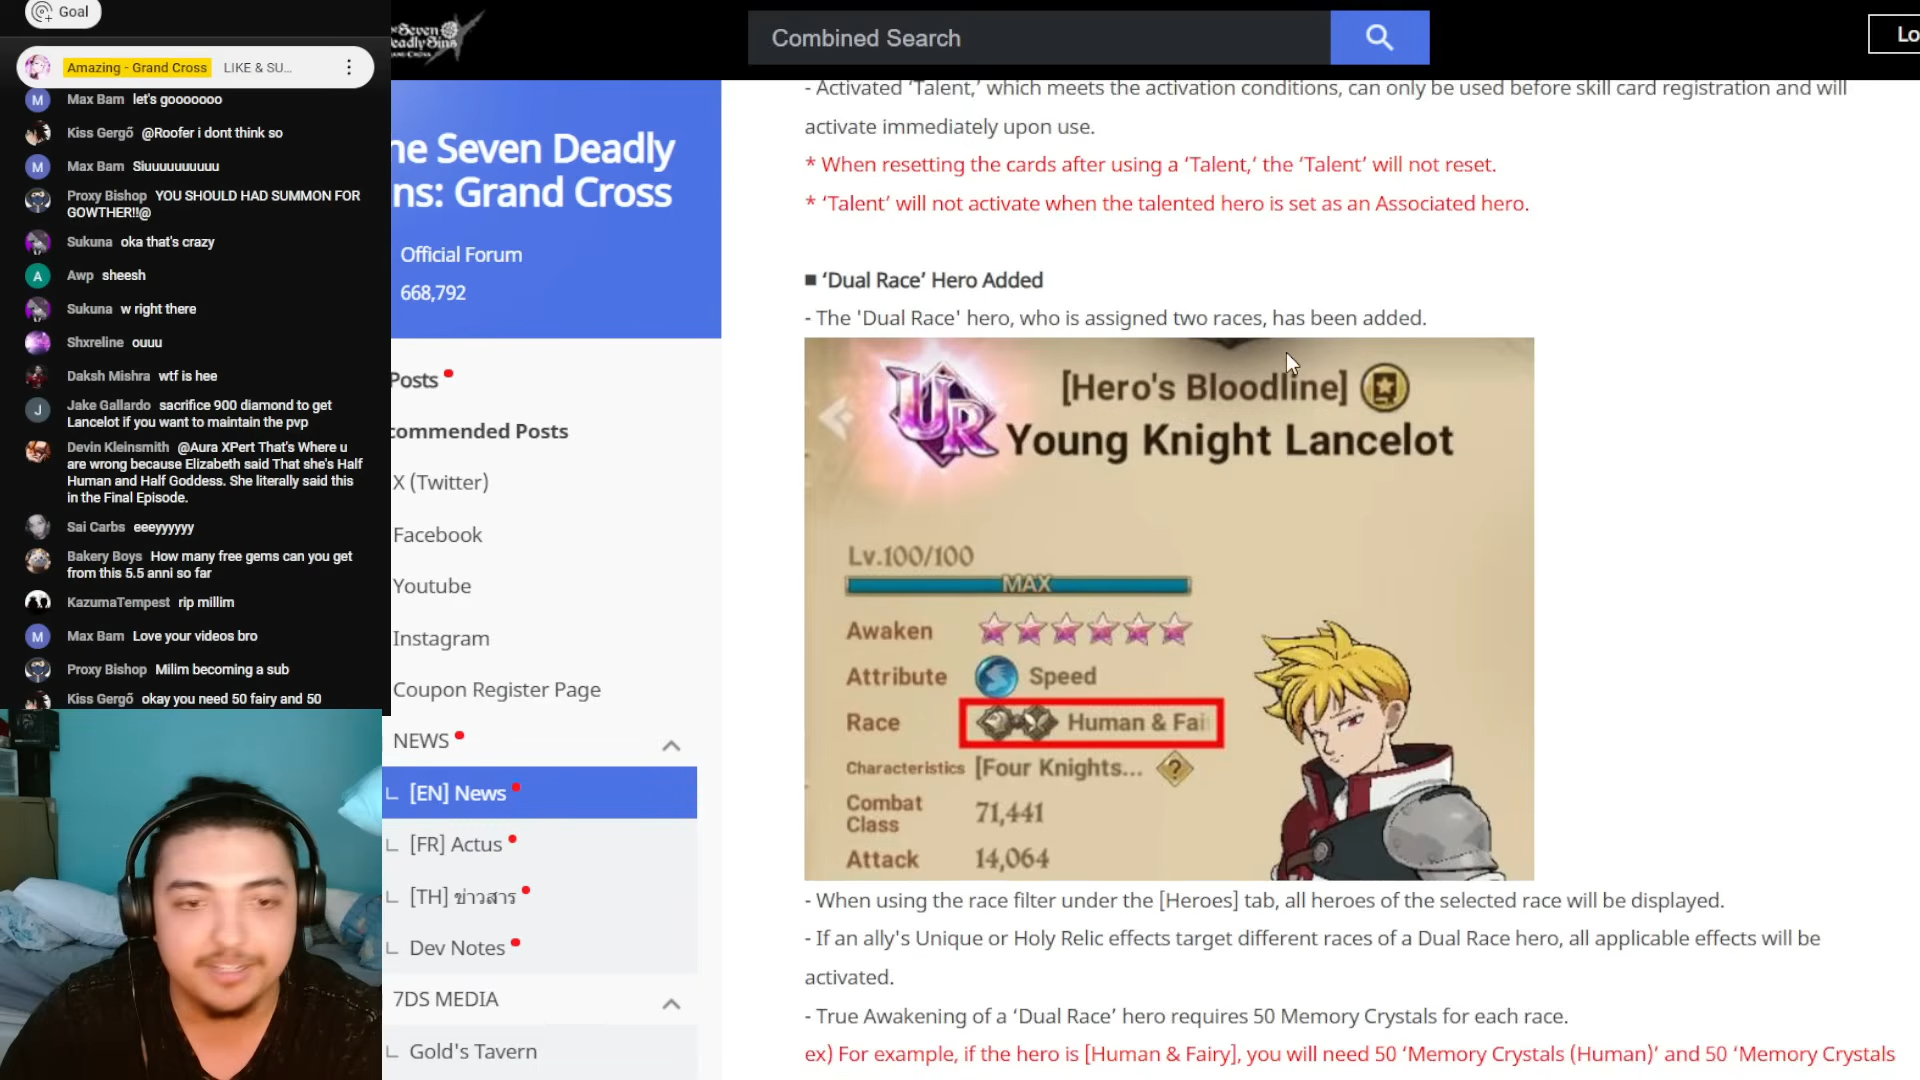 Goal
Amazing - Grand Cross LIKE & SU...
Max Bam let's gooooooo
Kiss Gergő @Roofer i dont think so
Max Bam Siuuuuuuuuuu
Proxy Bishop YOU SHOULD HAD SUMMON FOR
GOWTHER!!@
Sukuna oka that's crazy
Awp sheesh
Sukuna w right there
Shxreline ouuu
Daksh Mishra wtf is hee
Jake Gallardo sacrifice 900 diamond to get
Lancelot if you want to maintain the pvp
Devin Kleinsmith @Aura XPert That's Where u
are wrong because Elizabeth said That she's Half
Human and Half Goddess. She literally said this
in the Final Episode.
Sai Carbs eeeyyyyyy
Bakery Boys How many free gems can you get
from this 5.5 anni so far
KazumaTempest rip millim
Max Bam Love your videos bro
Proxy Bishop Milim becoming a sub
Kiss Gergő okay you need 50 fairy and 50
Seven
eadly Sins
Combined Search
Lo
he Seven Deadly
ns: Grand Cross
Official Forum
668,792
Posts
commended Posts
X (Twitter)
Facebook
Youtube
Instagram
Coupon Register Page
NEWS
[EN] News
[FR] Actus
[TH] ข่าวสาร
Dev Notes
7DS MEDIA
Gold's Tavern
- Activated ‘Talent,’ which meets the activation conditions, can only be used before skill card registration and will
activate immediately upon use.
* When resetting the cards after using a ‘Talent,’ the ‘Talent’ will not reset.
* ‘Talent’ will not activate when the talented hero is set as an Associated hero.
■ ‘Dual Race’ Hero Added
- The 'Dual Race' hero, who is assigned two races, has been added.
UR
[Hero's Bloodline]
Young Knight Lancelot
Lv.100/100
MAX
Awaken
Attribute Speed
Race Human & Fai
Characteristics [Four Knights... ?
Combat
Class 71,441
Attack 14,064
- When using the race filter under the [Heroes] tab, all heroes of the selected race will be displayed.
- If an ally's Unique or Holy Relic effects target different races of a Dual Race hero, all applicable effects will be
activated.
- True Awakening of a ‘Dual Race’ hero requires 50 Memory Crystals for each race.
ex) For example, if the hero is [Human & Fairy], you will need 50 ‘Memory Crystals (Human)’ and 50 ‘Memory Crystals